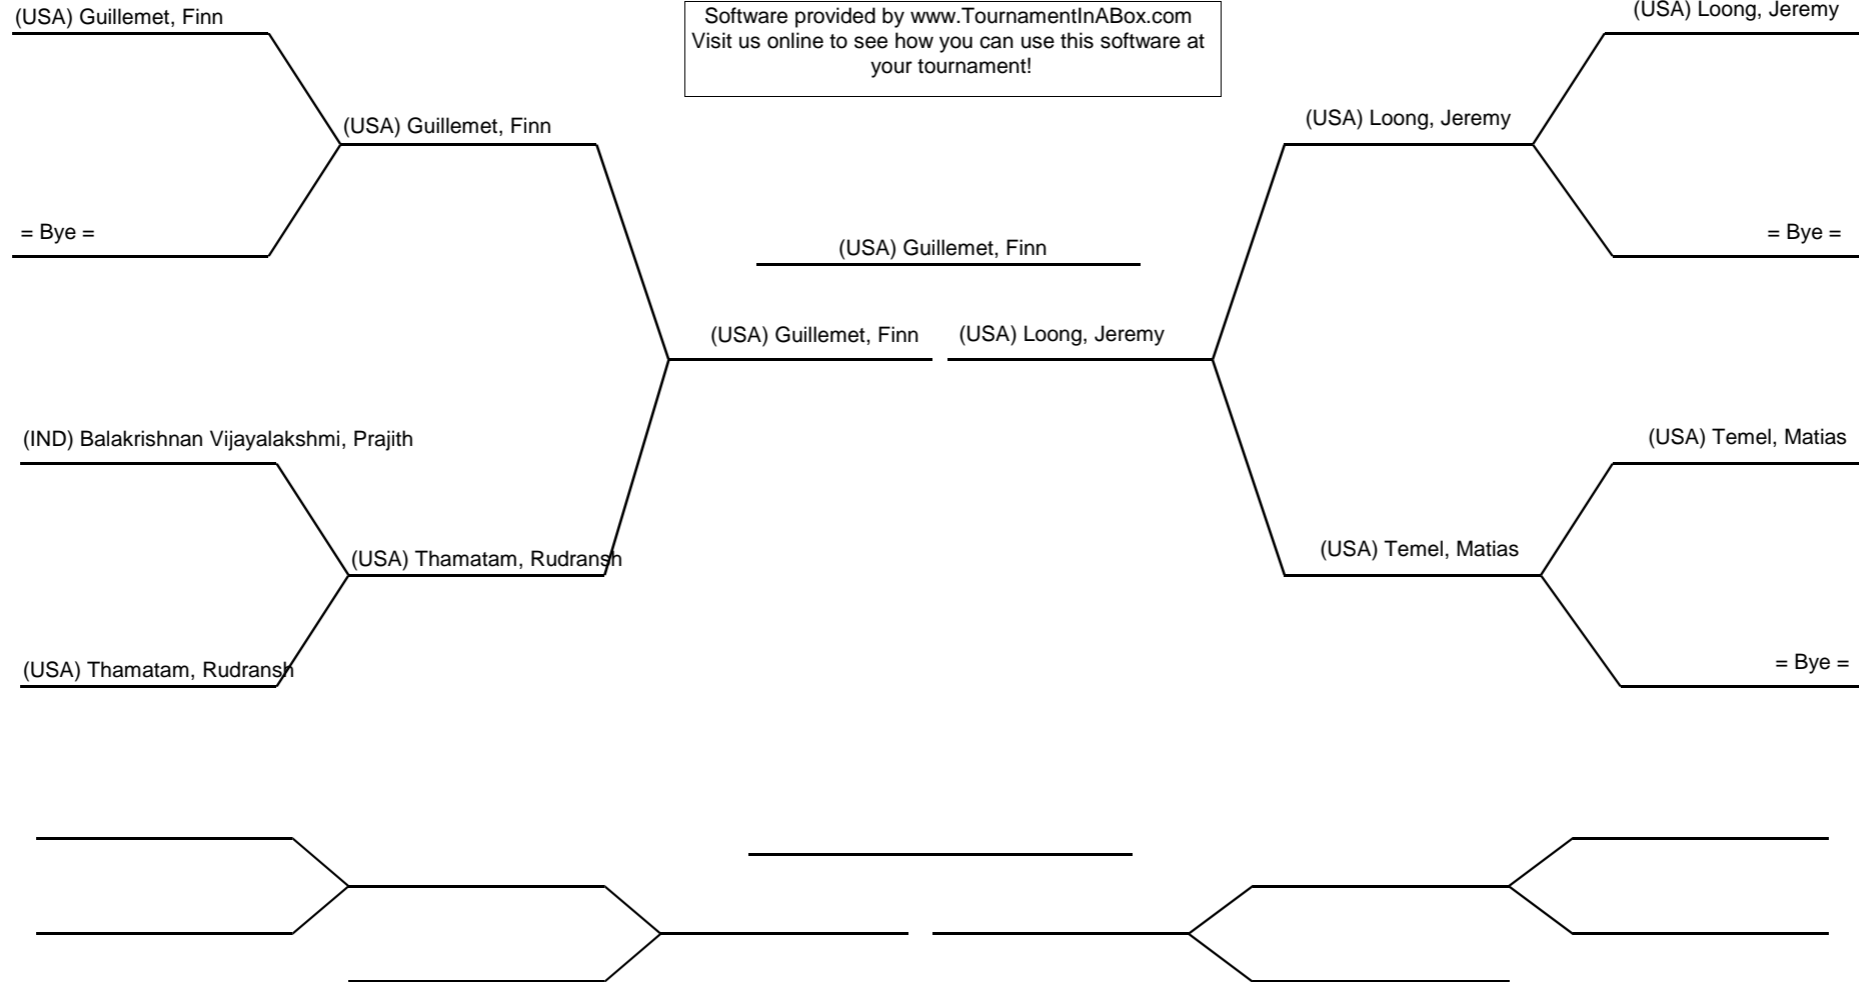 (USA) Guillemet, Finn
Software provided by www.TournamentInABox.com
Visit us online to see how you can use this software at
your tournament!
(USA) Loong, Jeremy
(USA) Guillemet, Finn
(USA) Loong, Jeremy
= Bye =
(USA) Guillemet, Finn
= Bye =
(USA) Guillemet, Finn
(USA) Loong, Jeremy
(IND) Balakrishnan Vijayalakshmi, Prajith
(USA) Temel, Matias
(USA) Thamatam, Rudransh
(USA) Temel, Matias
(USA) Thamatam, Rudransh
= Bye =